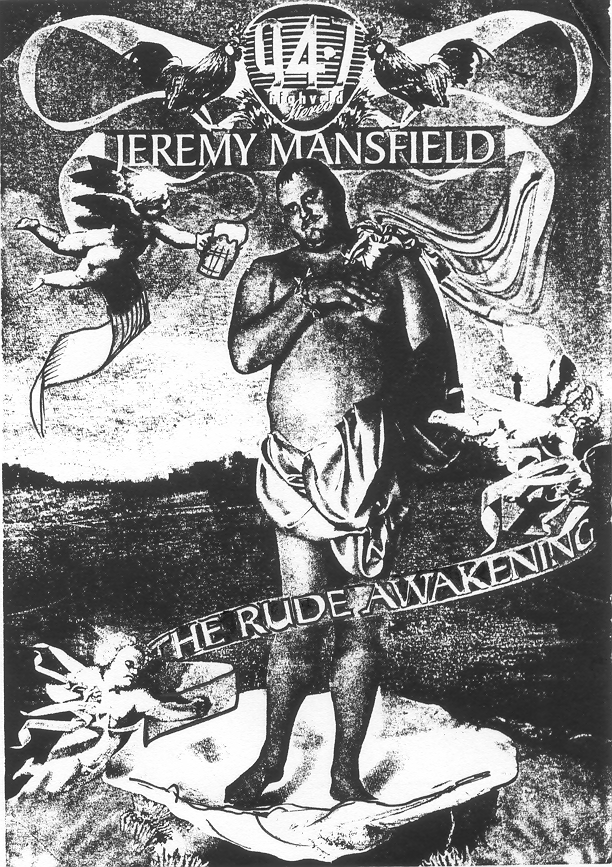 94.7
highveld
Stereo
JEREMY MANSFIELD
THE RUDE AWAKENING